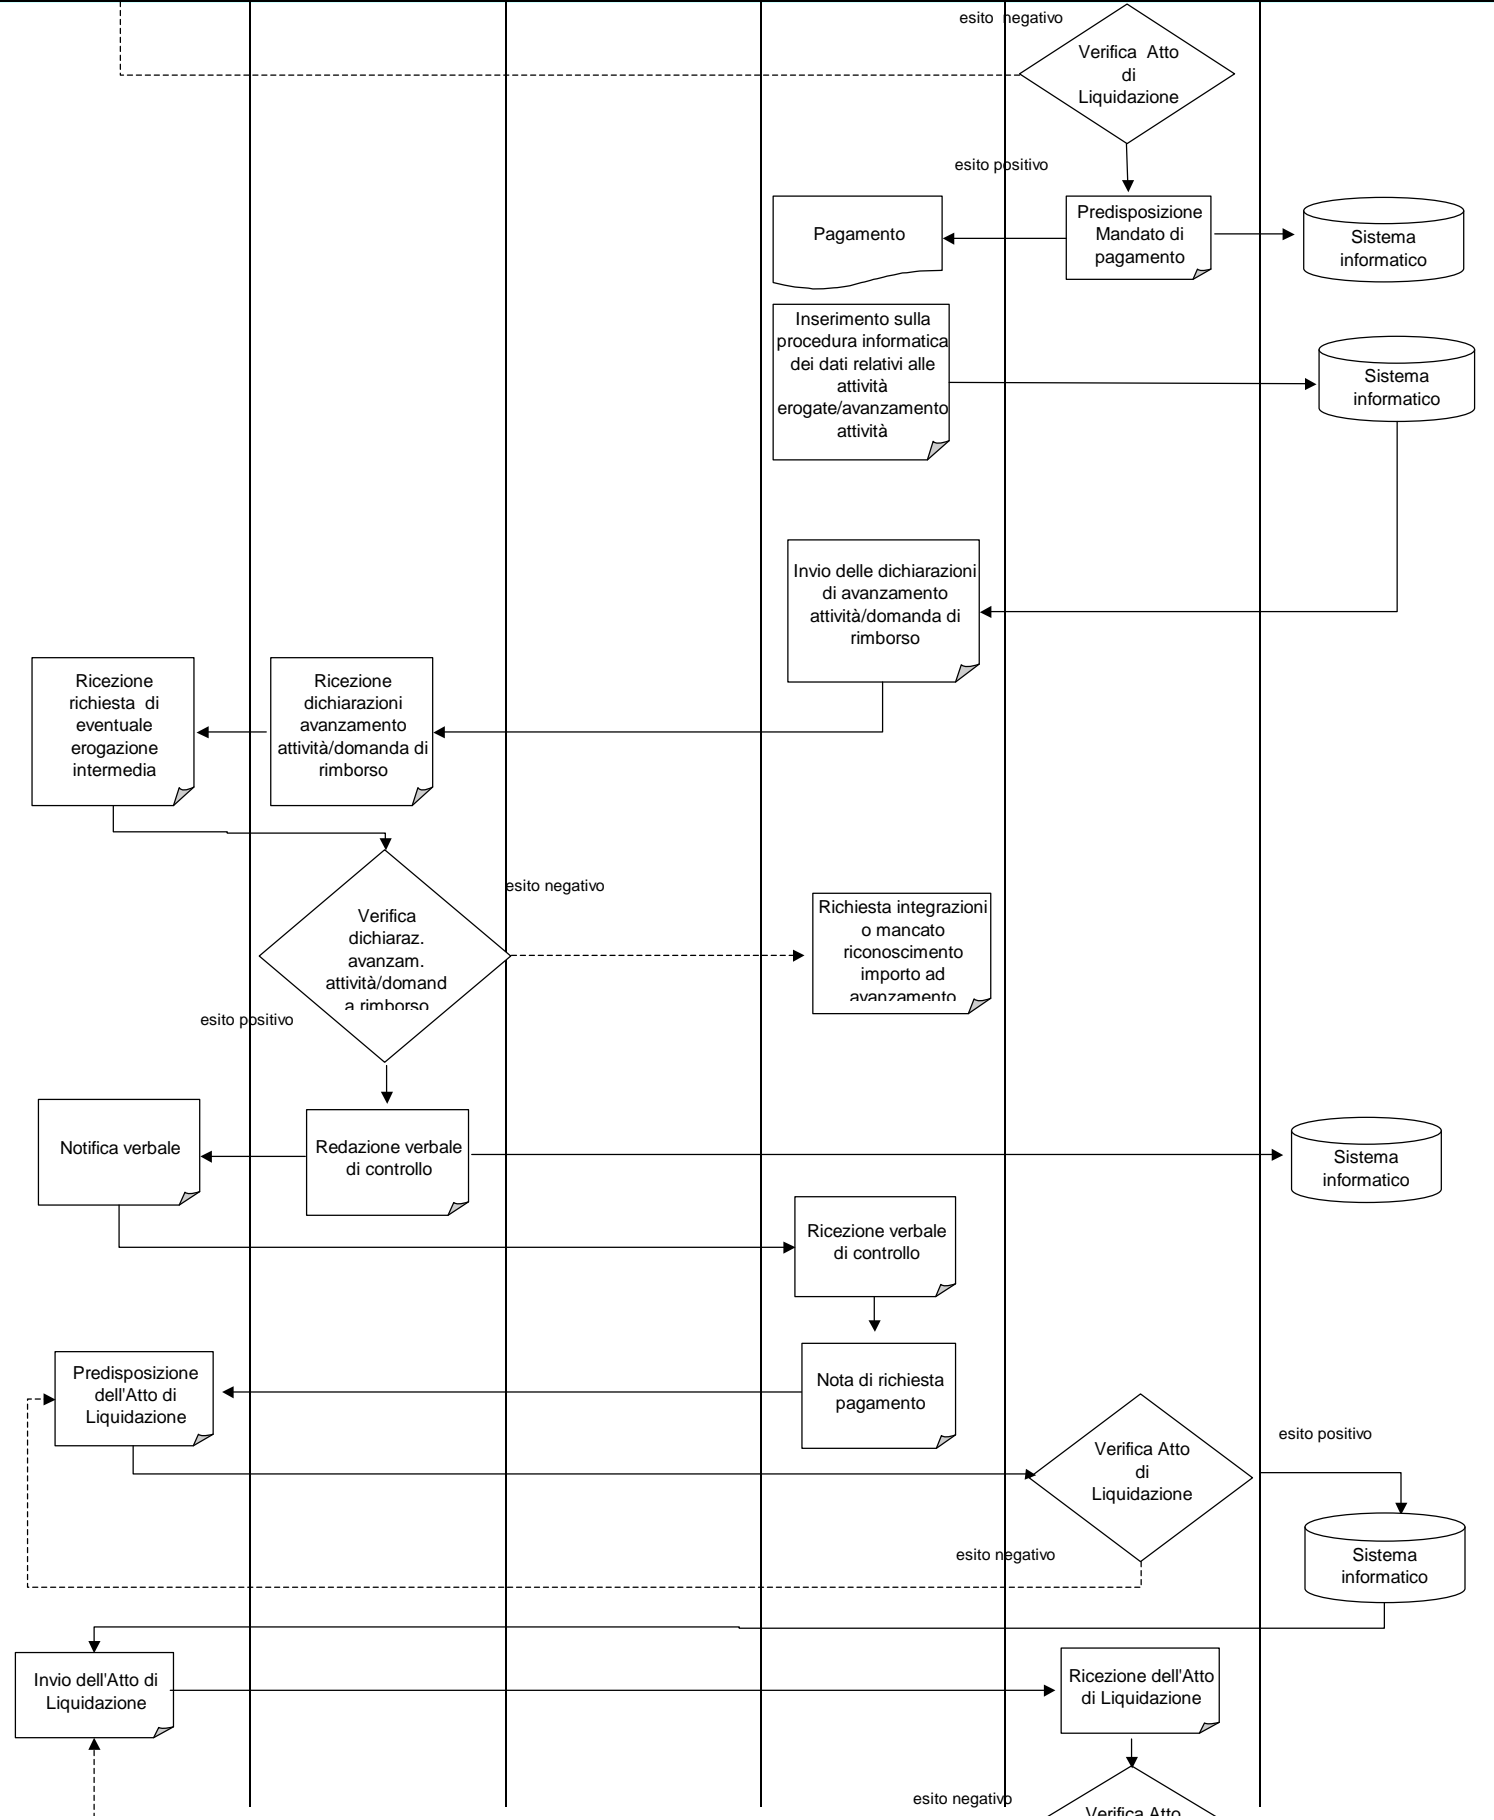 esito negativo
Verifica Atto
di
Liquidazione
esito positivo
Pagamento
Predisposizione
Mandato di
pagamento
Sistema
informatico
Inserimento sulla
procedura informatica
dei dati relativi alle
attività
erogate/avanzamento
attività
Sistema
informatico
Invio delle dichiarazioni
di avanzamento
attività/domanda di
rimborso
Ricezione
richiesta di
eventuale
erogazione
intermedia
Ricezione
dichiarazioni
avanzamento
attività/domanda di
rimborso
esito negativo
Verifica
dichiaraz.
avanzam.
attività/domand
a rimborso
Richiesta integrazioni
o mancato
riconoscimento
importo ad
avanzamento
esito positivo
Notifica verbale
Redazione verbale
di controllo
Sistema
informatico
Ricezione verbale
di controllo
Predisposizione
dell'Atto di
Liquidazione
Nota di richiesta
pagamento
Verifica Atto
di
Liquidazione
esito positivo
esito negativo
Sistema
informatico
Invio dell'Atto di
Liquidazione
Ricezione dell'Atto
di Liquidazione
esito negativo
Verifica Atto